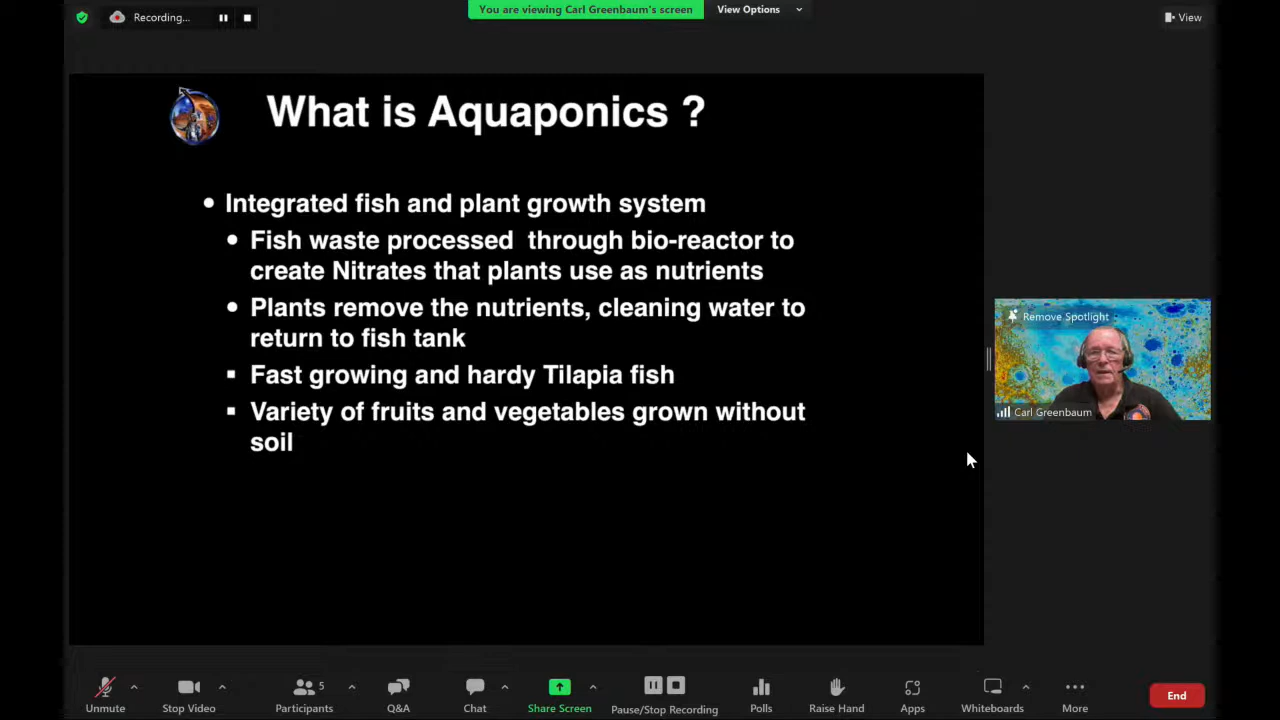 Recording...
You are viewing Carl Greenbaum's screen
View Options
View
What is Aquaponics ?
• Integrated fish and plant growth system
• Fish waste processed through bio-reactor to
create Nitrates that plants use as nutrients
• Plants remove the nutrients, cleaning water to
return to fish tank
▪ Fast growing and hardy Tilapia fish
▪ Variety of fruits and vegetables grown without
soil
Remove Spotlight
Carl Greenbaum
Unmute
Stop Video
5
Participants
Q&A
Chat
Share Screen
Pause/Stop Recording
Polls
Raise Hand
Apps
Whiteboards
More
End